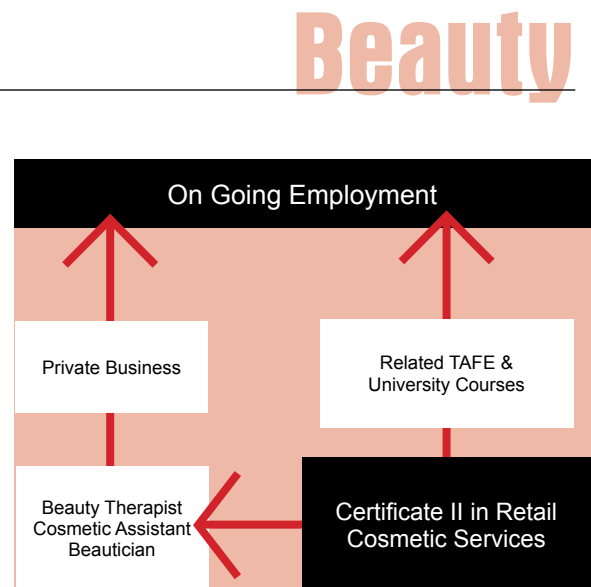 Beauty
On Going Employment
Private Business
Related TAFE &
University Courses
Beauty Therapist
Cosmetic Assistant
Beautician
Certificate II in Retail
Cosmetic Services